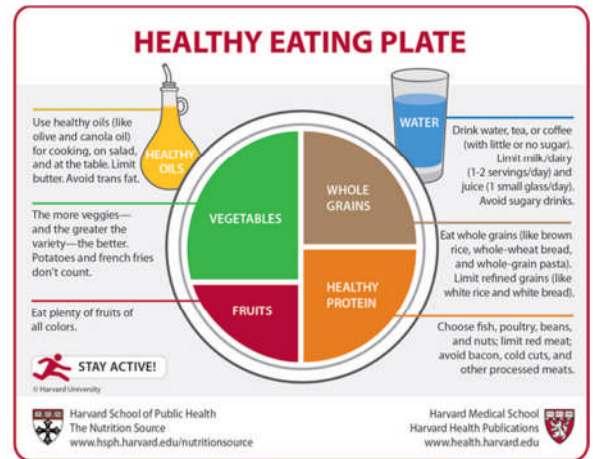 HEALTHY EATING PLATE
Use healthy oils (like
olive and canola oil)
for cooking, on salad,
and at the table. Limit
butter. Avoid trans fat.
HEALTHY
OILS
The more veggies—
and the greater the
variety—the better.
Potatoes and french fries
don't count.
Eat plenty of fruits of
all colors.
VEGETABLES
FRUITS
WHOLE
GRAINS
HEALTHY
PROTEIN
WATER
Drink water, tea, or coffee
(with little or no sugar).
Limit milk/dairy
(1-2 servings/day) and
juice (1 small glass/day).
Avoid sugary drinks.
Eat whole grains (like brown
rice, whole-wheat bread,
and whole-grain pasta).
Limit refined grains (like
white rice and white bread).
Choose fish, poultry, beans,
and nuts; limit red meat;
avoid bacon, cold cuts, and
other processed meats.
STAY ACTIVE!
© Harvard University
Harvard School of Public Health
The Nutrition Source
www.hsph.harvard.edu/nutritionsource
Harvard Medical School
Harvard Health Publications
www.health.harvard.edu